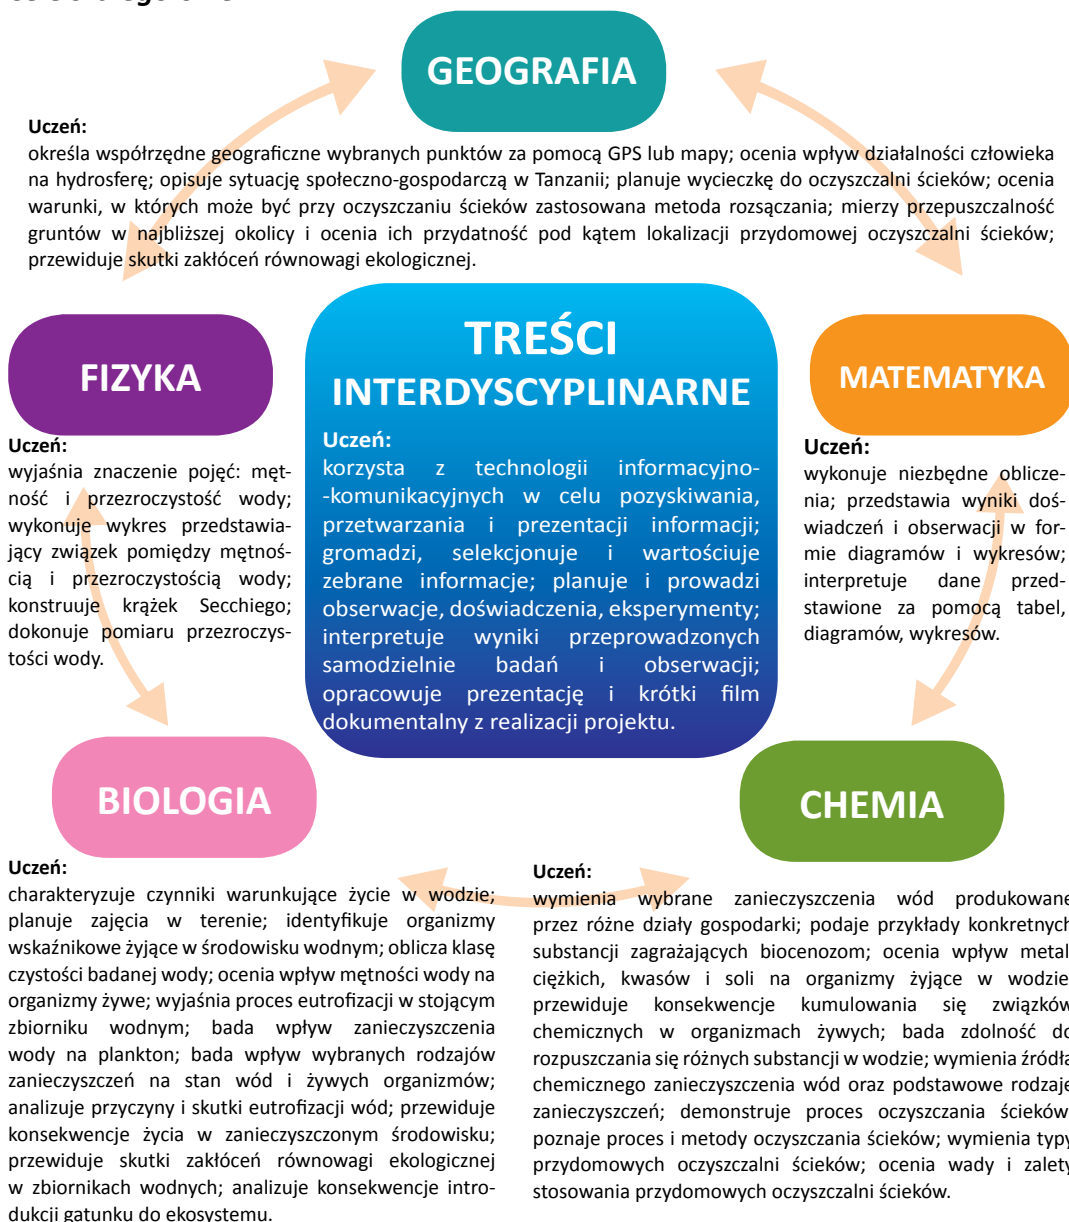 GEOGRAFIA
Uczeń:
określa współrzędne geograficzne wybranych punktów za pomocą GPS lub mapy; ocenia wpływ działalności człowieka
na hydrosferę; opisuje sytuację społeczno-gospodarczą w Tanzanii; planuje wycieczkę do oczyszczalni ścieków; ocenia
warunki, w których może być przy oczyszczaniu ścieków zastosowana metoda rozsączania; mierzy przepuszczalność
gruntów w najbliższej okolicy i ocenia ich przydatność pod kątem lokalizacji przydomowej oczyszczalni ścieków;
przewiduje skutki zakłóceń równowagi ekologicznej.
FIZYKA
Uczeń:
wyjaśnia znaczenie pojęć: męt-
ność i przezroczystość wody;
wykonuje wykres przedstawia-
jący związek pomiędzy mętnoś-
cią i przezroczystością wody;
konstruuje krążek Secchiego;
dokonuje pomiaru przezroczys-
tości wody.
TREŚCI
INTERDYSCYPLINARNE
Uczeń:
korzysta z technologii informacyjno-
-komunikacyjnych w celu pozyskiwania,
przetwarzania i prezentacji informacji;
gromadzi, selekcjonuje i wartościuje
zebrane informacje; planuje i prowadzi
obserwacje, doświadczenia, eksperymenty;
interpretuje wyniki przeprowadzonych
samodzielnie badań i obserwacji;
opracowuje prezentację i krótki film
dokumentalny z realizacji projektu.
MATEMATYKA
Uczeń:
wykonuje niezbędne oblicze-
nia; przedstawia wyniki doś-
wiadczeń i obserwacji w for-
mie diagramów i wykresów;
interpretuje dane przed-
stawione za pomocą tabel,
diagramów, wykresów.
BIOLOGIA
Uczeń:
charakteryzuje czynniki warunkujące życie w wodzie;
planuje zajęcia w terenie; identyfikuje organizmy
wskaźnikowe żyjące w środowisku wodnym; oblicza klasę
czystości badanej wody; ocenia wpływ mętności wody na
organizmy żywe; wyjaśnia proces eutrofizacji w stojącym
zbiorniku wodnym; bada wpływ zanieczyszczenia
wody na plankton; bada wpływ wybranych rodzajów
zanieczyszczeń na stan wód i żywych organizmów;
analizuje przyczyny i skutki eutrofizacji wód; przewiduje
konsekwencje życia w zanieczyszczonym środowisku;
przewiduje skutki zakłóceń równowagi ekologicznej
w zbiornikach wodnych; analizuje konsekwencje intro-
dukcji gatunku do ekosystemu.
CHEMIA
Uczeń:
wymienia wybrane zanieczyszczenia wód produkowane
przez różne działy gospodarki; podaje przykłady konkretnych
substancji zagrażających biocenozom; ocenia wpływ metal
ciężkich, kwasów i soli na organizmy żyjące w wodzie
przewiduje konsekwencje kumulowania się związków
chemicznych w organizmach żywych; bada zdolność do
rozpuszczania się różnych substancji w wodzie; wymienia źródła
chemicznego zanieczyszczenia wód oraz podstawowe rodzaje
zanieczyszczeń; demonstruje proces oczyszczania ścieków
poznaje proces i metody oczyszczania ścieków; wymienia typy
przydomowych oczyszczalni ścieków; ocenia wady i zalety
stosowania przydomowych oczyszczalni ścieków.